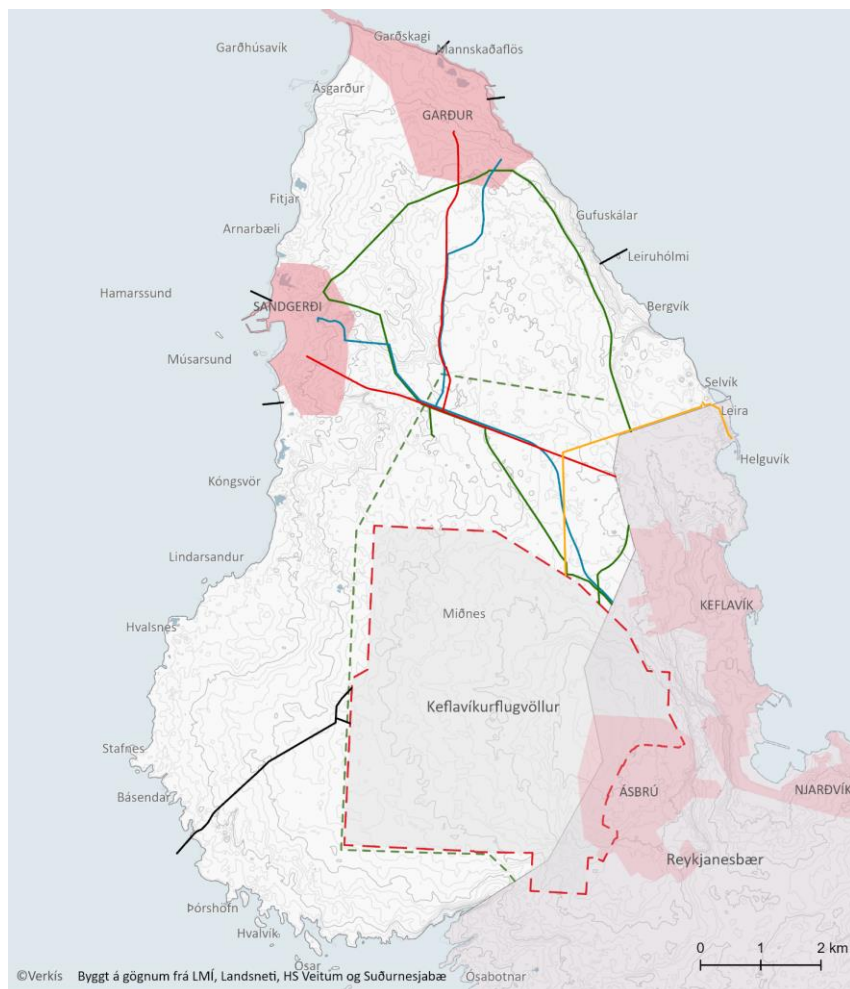 Garðskagi
Garðhúsavík
Mannskaðaflös
Ásgarður
GARÐUR
Fitjar
Gufuskálar
Arnarbæli
Leiruhólmi
Hamarssund
SANDGERÐI
Bergvík
Músarsund
Selvík
Leira
Helguvík
Kóngsvör
Lindarsandur
KEFLAVÍK
Miðnes
Hvalsnes
Keflavíkurflugvöllur
Stafnes
Básendar
ÁSBRÚ
NJARÐVÍK
Reykjanesbær
Þórshöfn
Hvalvík
0 1 2 km
Ósar
Ósabotnar
©Verkís Byggt á gögnum frá LMÍ, Landsneti, HS Veitum og Suðurnesjabæ